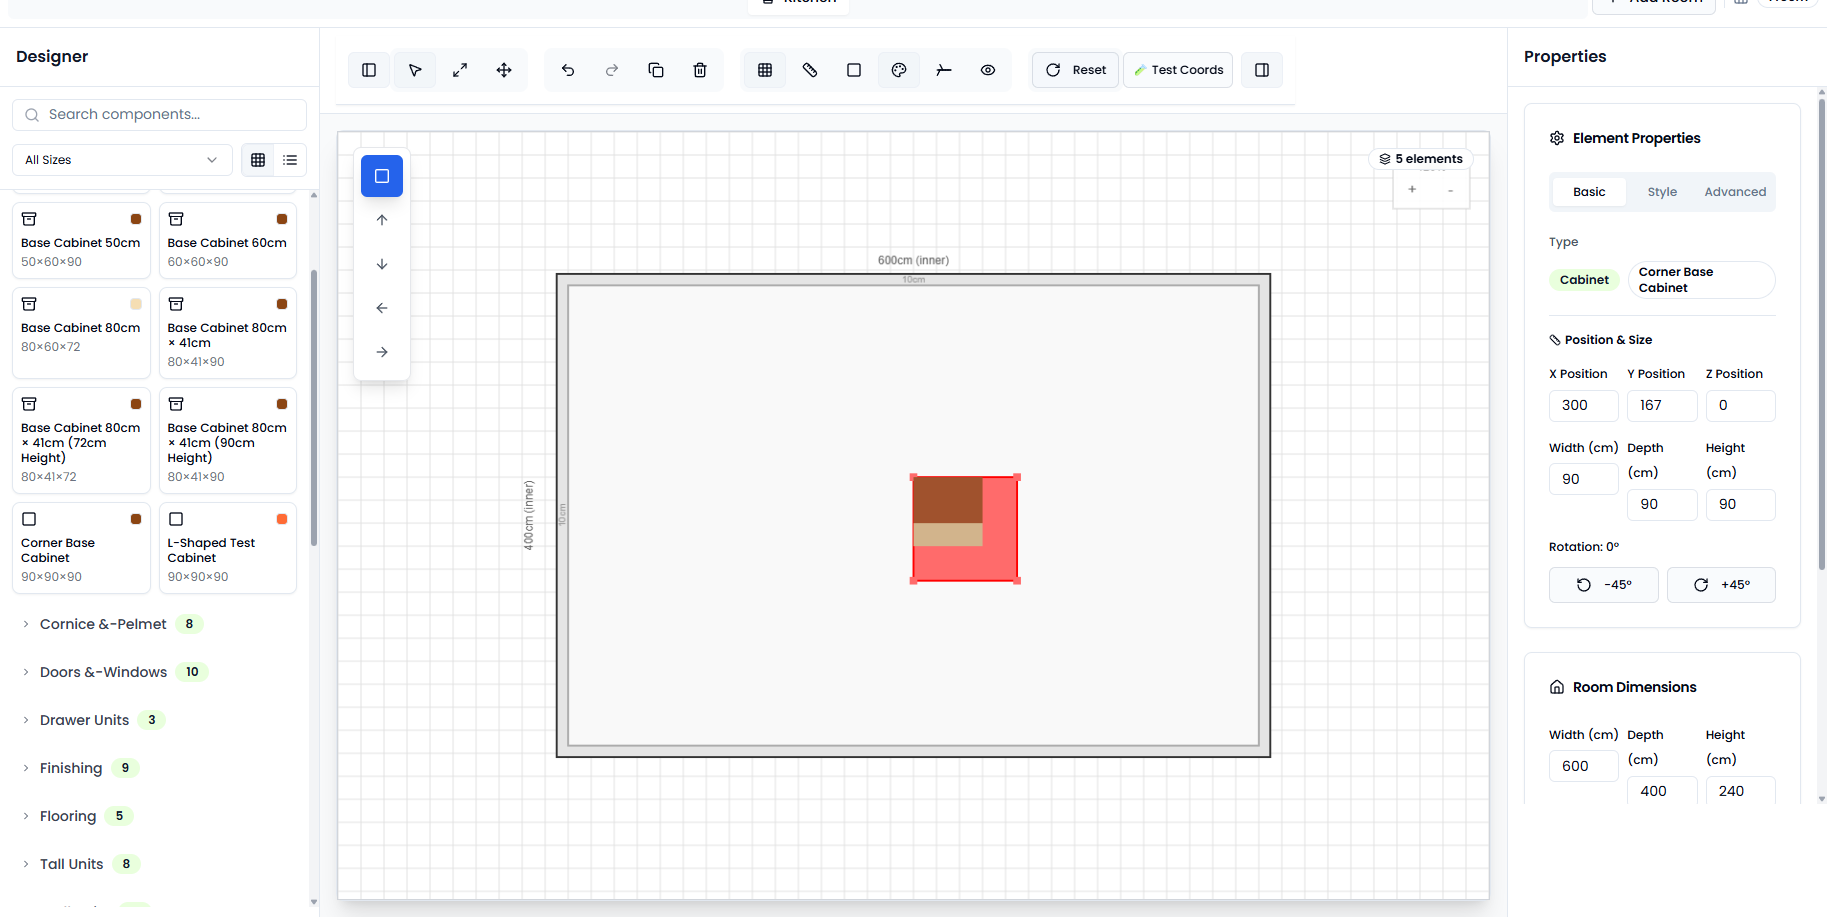 Kitchen
Add Room
Designer
Search components...
All Sizes
Base Cabinet 50cm
50×60×90
Base Cabinet 60cm
60×60×90
Base Cabinet 80cm
80×60×72
Base Cabinet 80cm
× 41cm
80×41×90
Base Cabinet 80cm
× 41cm (72cm
Height)
80×41×72
Base Cabinet 80cm
× 41cm (90cm
Height)
80×41×90
Corner Base
Cabinet
90×90×90
L-Shaped Test
Cabinet
90×90×90
Cornice &-Pelmet 8
Doors &-Windows 10
Drawer Units 3
Finishing 9
Flooring 5
Tall Units 8
Reset
Test Coords
5 elements
+ -
600cm (inner)
10cm
400cm (inner)
10cm
Properties
Element Properties
Basic Style Advanced
Type
Cabinet
Corner Base
Cabinet
Position & Size
X Position Y Position Z Position
300 167 0
Width (cm) Depth
(cm)
Height
(cm)
90 90 90
Rotation: 0°
-45° +45°
Room Dimensions
Width (cm) Depth
(cm)
Height
(cm)
600 400 240